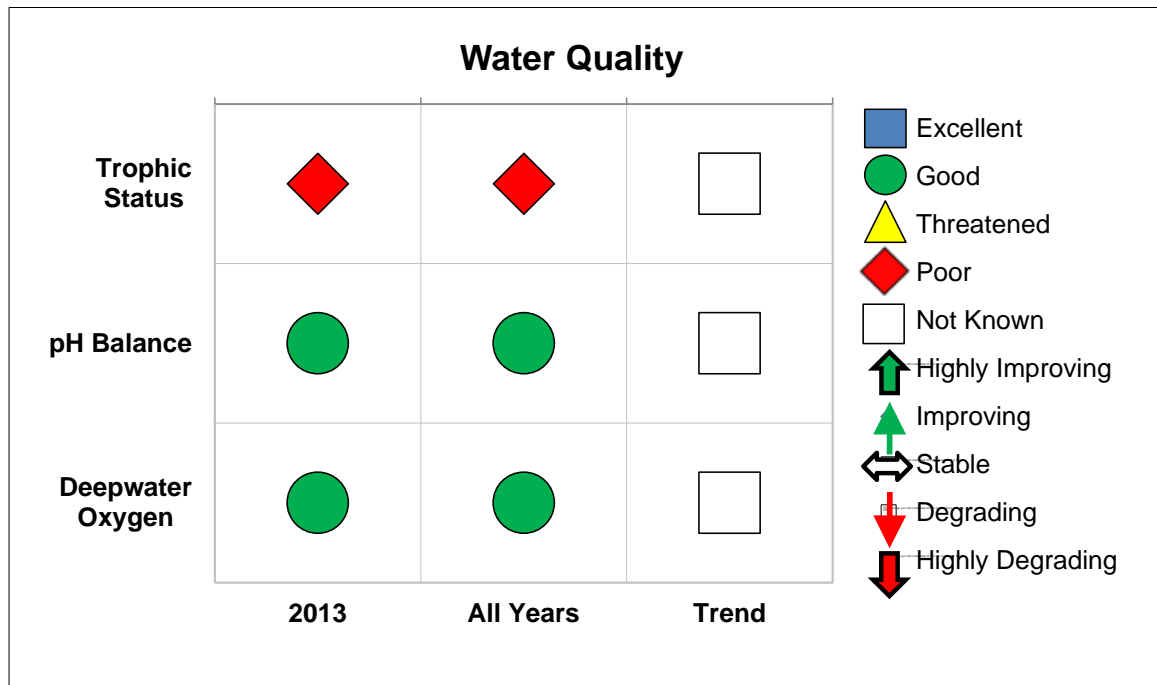 Water Quality
Trophic
Status
pH Balance
Deepwater
Oxygen
2013 All Years Trend
Excellent
Good
Threatened
Poor
Not Known
Highly Improving
Improving
Stable
Degrading
Highly Degrading